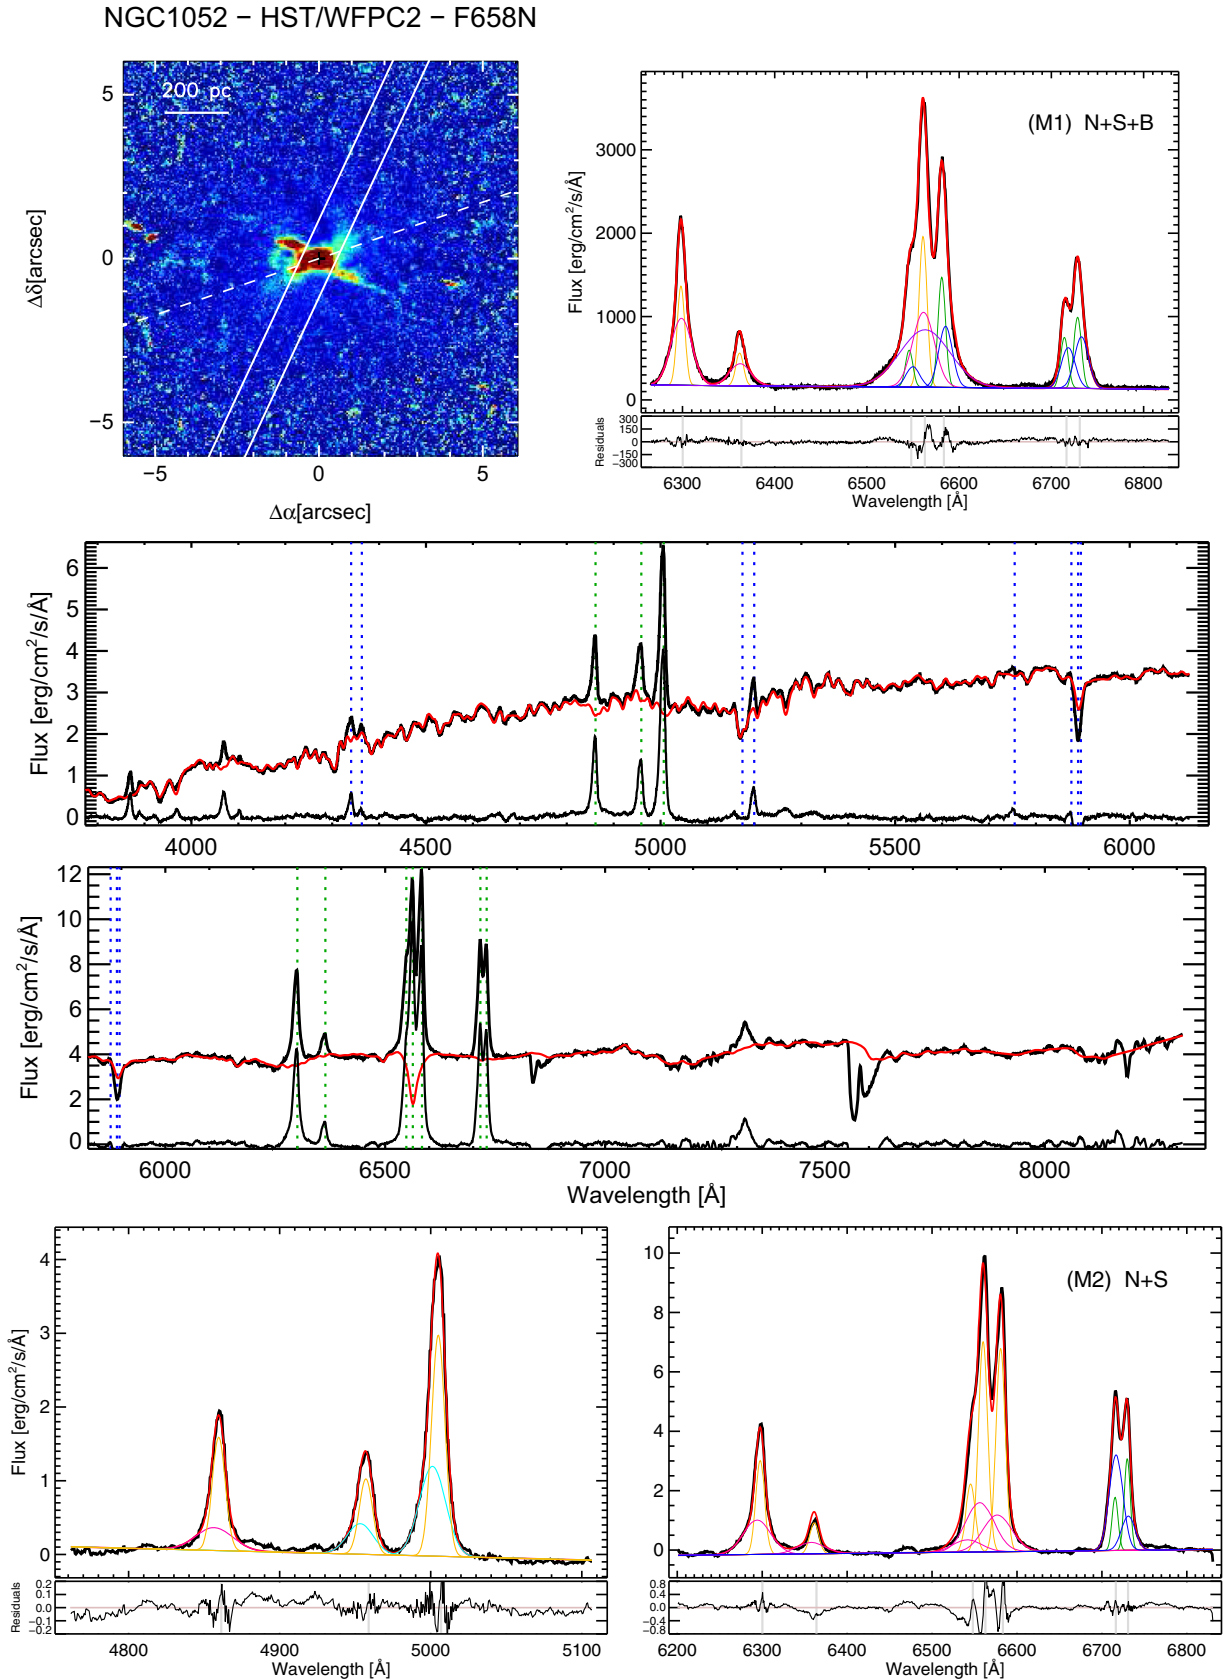 NGC1052 − HST/WFPC2 − F658N
200 pc
5
0
−5
Δδ[arcsec]
−5 0 5
Δα[arcsec]
(M1) N+S+B
3000
2000
1000
0
Flux [erg/cm²/s/Å]
300
150
−150
−300
Residuals
6300 6400 6500 6600 6700 6800
Wavelength [Å]
6
5
4
3
2
1
0
Flux [erg/cm²/s/Å]
4000 4500 5000 5500 6000
12
10
8
6
4
2
0
Flux [erg/cm²/s/Å]
6000 6500 7000 7500 8000
Wavelength [Å]
4
3
2
1
0
Flux [erg/cm²/s/Å]
0.2
0.1
0.0
−0.1
−0.2
Residuals
4800 4900 5000 5100
Wavelength [Å]
(M2) N+S
10
8
6
4
2
0
0.8
0.4
0.0
−0.4
−0.8
6200 6300 6400 6500 6600 6700 6800
Wavelength [Å]